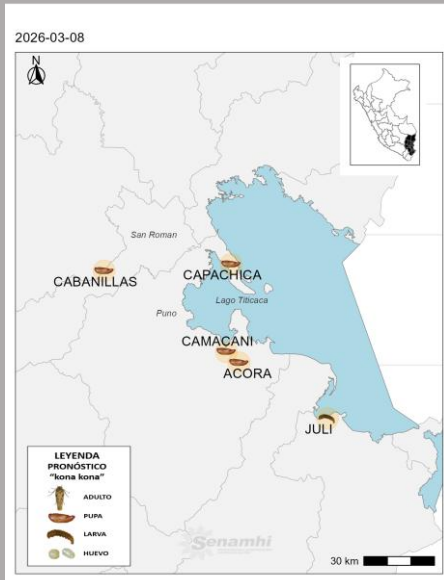 2026-03-08
N
San Roman
CABANILLAS
CAPACHICA
Lago Titicaca
Puno
CAMACANI
ACORA
JULI
LEYENDA
PRONÓSTICO
"kona kona"
ADULTO
PUPA
LARVA
HUEVO
Senamhi
30 km